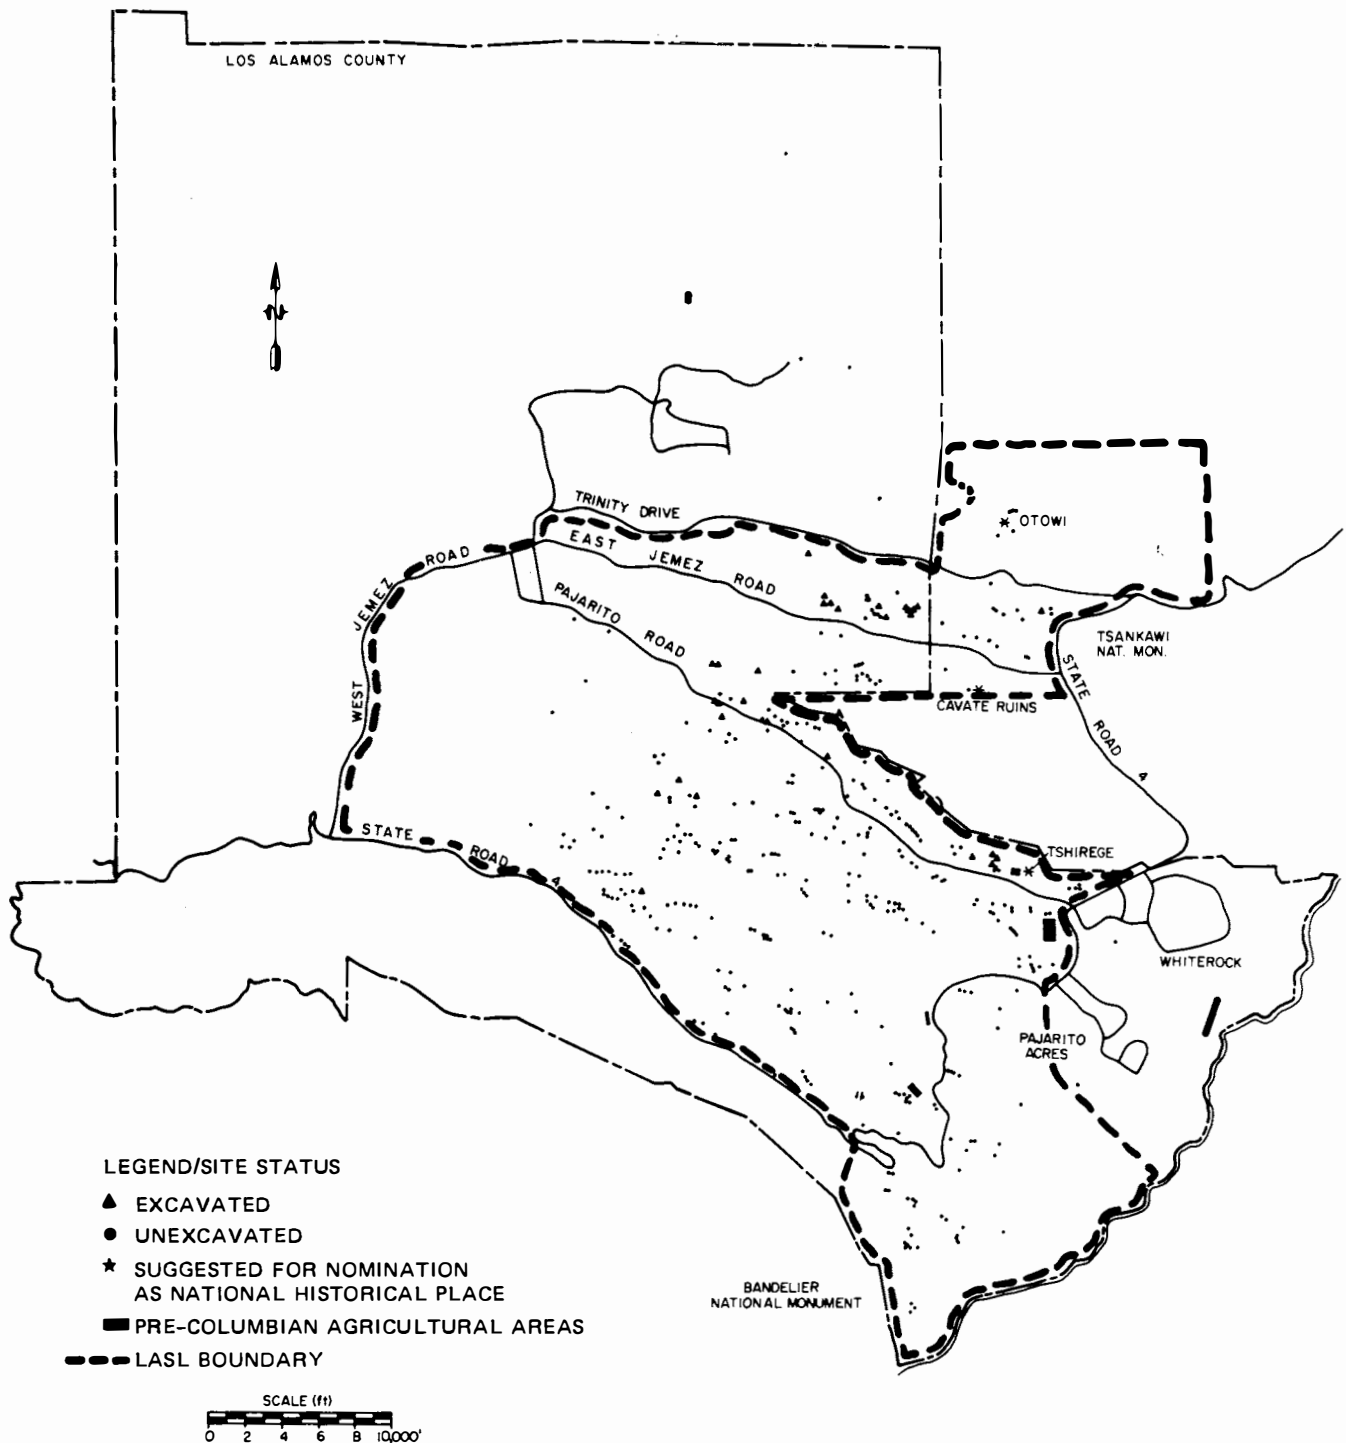 LOS ALAMOS COUNTY
N
TRINITY DRIVE
EAST JEMEZ ROAD
WEST JEMEZ ROAD
PAJARITO ROAD
OTOWI
TSANKAWI
NAT. MON.
STATE ROAD 4
CAVATE RUINS
STATE ROAD 4
TSHIREGE
WHITEROCK
PAJARITO
ACRES
BANDELIER
NATIONAL MONUMENT
LEGEND/SITE STATUS
EXCAVATED
UNEXCAVATED
SUGGESTED FOR NOMINATION
AS NATIONAL HISTORICAL PLACE
PRE-COLUMBIAN AGRICULTURAL AREAS
LASL BOUNDARY
SCALE (ft)
0 2 4 6 8 10,000'